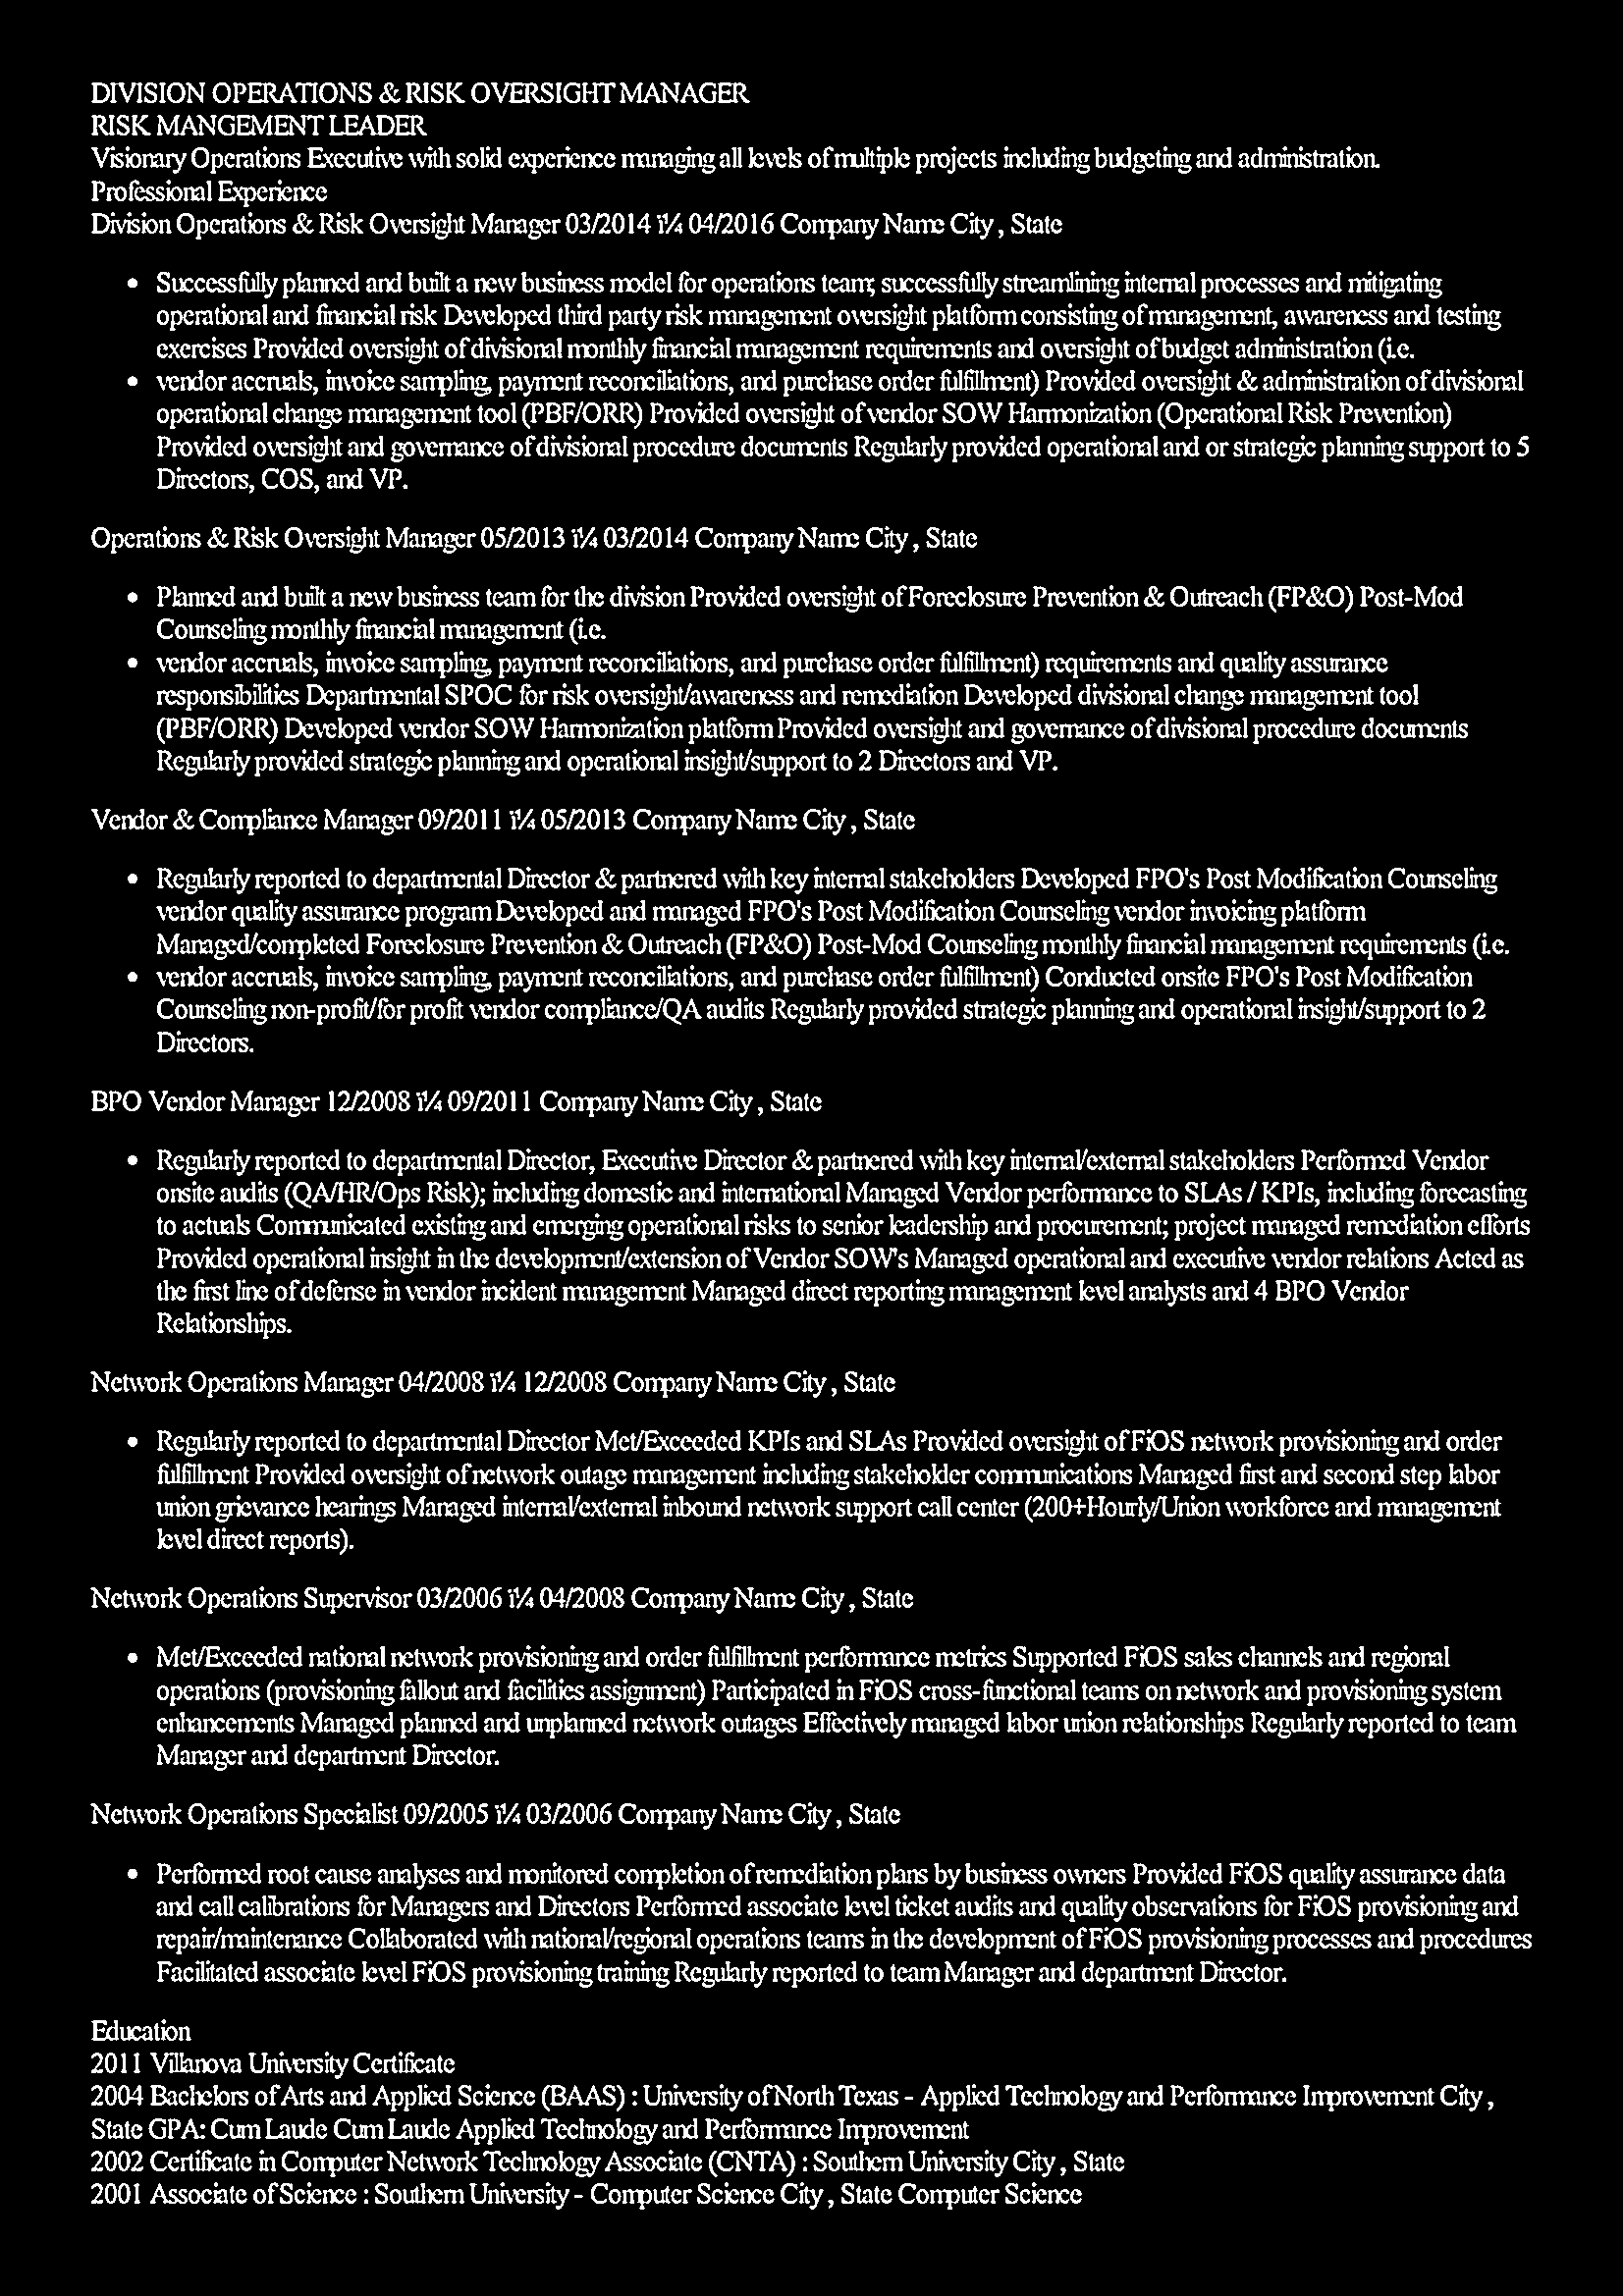 DIVISION OPERATIONS & RISK OVERSIGHT MANAGER
RISK MANGEMENT LEADER
Visionary Operations Executive with solid experience managing all levels of multiple projects including budgeting and administration.
Professional Experience
Division Operations & Risk Oversight Manager 03/2014 ï¼ 04/2016 Company Name City , State
• Successfully planned and built a new business model for operations team; successfully streamlining internal processes and mitigating
operational and financial risk Developed third party risk management oversight platform consisting of management, awareness and testing
exercises Provided oversight of divisional monthly financial management requirements and oversight of budget administration (i.e.
• vendor accruals, invoice sampling, payment reconciliations, and purchase order fulfillment) Provided oversight & administration of divisional
operational change management tool (PBF/ORR) Provided oversight of vendor SOW Harmonization (Operational Risk Prevention)
Provided oversight and governance of divisional procedure documents Regularly provided operational and or strategic planning support to 5
Directors, COS, and VP.
Operations & Risk Oversight Manager 05/2013 ï¼ 03/2014 Company Name City , State
• Planned and built a new business team for the division Provided oversight of Foreclosure Prevention & Outreach (FP&O) Post-Mod
Counseling monthly financial management (i.e.
• vendor accruals, invoice sampling, payment reconciliations, and purchase order fulfillment) requirements and quality assurance
responsibilities Departmental SPOC for risk oversight/awareness and remediation Developed divisional change management tool
(PBF/ORR) Developed vendor SOW Harmonization platform Provided oversight and governance of divisional procedure documents
Regularly provided strategic planning and operational insight/support to 2 Directors and VP.
Vendor & Compliance Manager 09/2011 ï¼ 05/2013 Company Name City , State
• Regularly reported to departmental Director & partnered with key internal stakeholders Developed FPO's Post Modification Counseling
vendor quality assurance program Developed and managed FPO's Post Modification Counseling vendor invoicing platform
Managed/completed Foreclosure Prevention & Outreach (FP&O) Post-Mod Counseling monthly financial management requirements (i.e.
• vendor accruals, invoice sampling, payment reconciliations, and purchase order fulfillment) Conducted onsite FPO's Post Modification
Counseling non-profit/for profit vendor compliance/QA audits Regularly provided strategic planning and operational insight/support to 2
Directors.
BPO Vendor Manager 12/2008 ï¼ 09/2011 Company Name City , State
• Regularly reported to departmental Director, Executive Director & partnered with key internal/external stakeholders Performed Vendor
onsite audits (QA/HR/Ops Risk); including domestic and international Managed Vendor performance to SLAs / KPIs, including forecasting
to actuals Communicated existing and emerging operational risks to senior leadership and procurement; project managed remediation efforts
Provided operational insight in the development/extension of Vendor SOW's Managed operational and executive vendor relations Acted as
the first line of defense in vendor incident management Managed direct reporting management level analysts and 4 BPO Vendor
Relationships.
Network Operations Manager 04/2008 ï¼ 12/2008 Company Name City , State
• Regularly reported to departmental Director Met/Exceeded KPIs and SLAs Provided oversight of FiOS network provisioning and order
fulfillment Provided oversight of network outage management including stakeholder communications Managed first and second step labor
union grievance hearings Managed internal/external inbound network support call center (200+Hourly/Union workforce and management
level direct reports).
Network Operations Supervisor 03/2006 ï¼ 04/2008 Company Name City , State
• Met/Exceeded national network provisioning and order fulfillment performance metrics Supported FiOS sales channels and regional
operations (provisioning fallout and facilities assignment) Participated in FiOS cross-functional teams on network and provisioning system
enhancements Managed planned and unplanned network outages Effectively managed labor union relationships Regularly reported to team
Manager and department Director.
Network Operations Specialist 09/2005 ï¼ 03/2006 Company Name City , State
• Performed root cause analyses and monitored completion of remediation plans by business owners Provided FiOS quality assurance data
and call calibrations for Managers and Directors Performed associate level ticket audits and quality observations for FiOS provisioning and
repair/maintenance Collaborated with national/regional operations teams in the development of FiOS provisioning processes and procedures
Facilitated associate level FiOS provisioning training Regularly reported to team Manager and department Director.
Education
2011 Villanova University Certificate
2004 Bachelors of Arts and Applied Science (BAAS) : University of North Texas - Applied Technology and Performance Improvement City ,
State GPA: Cum Laude Cum Laude Applied Technology and Performance Improvement
2002 Certificate in Computer Network Technology Associate (CNTA) : Southern University City , State
2001 Associate of Science : Southern University - Computer Science City , State Computer Science